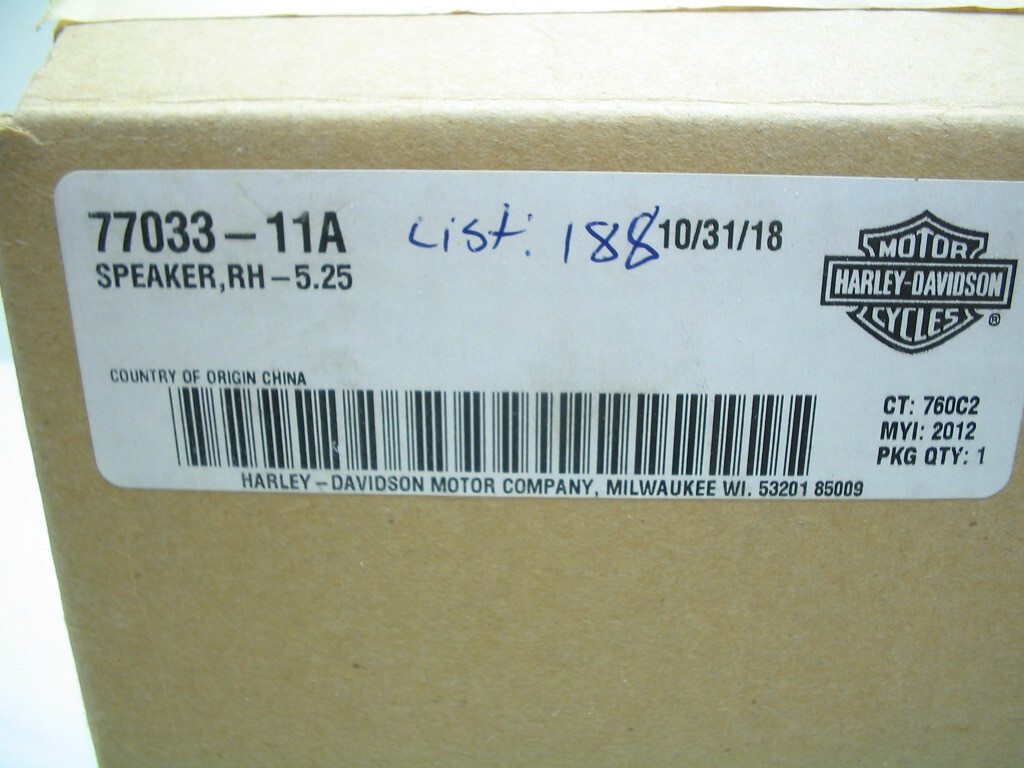 77033-11A List: 188 10/31/18
SPEAKER,RH-5.25
MOTOR
HARLEY-DAVIDSON
CYCLES®
COUNTRY OF ORIGIN CHINA
CT: 760C2
MYI: 2012
PKG QTY: 1
HARLEY-DAVIDSON MOTOR COMPANY, MILWAUKEE WI. 53201 85009